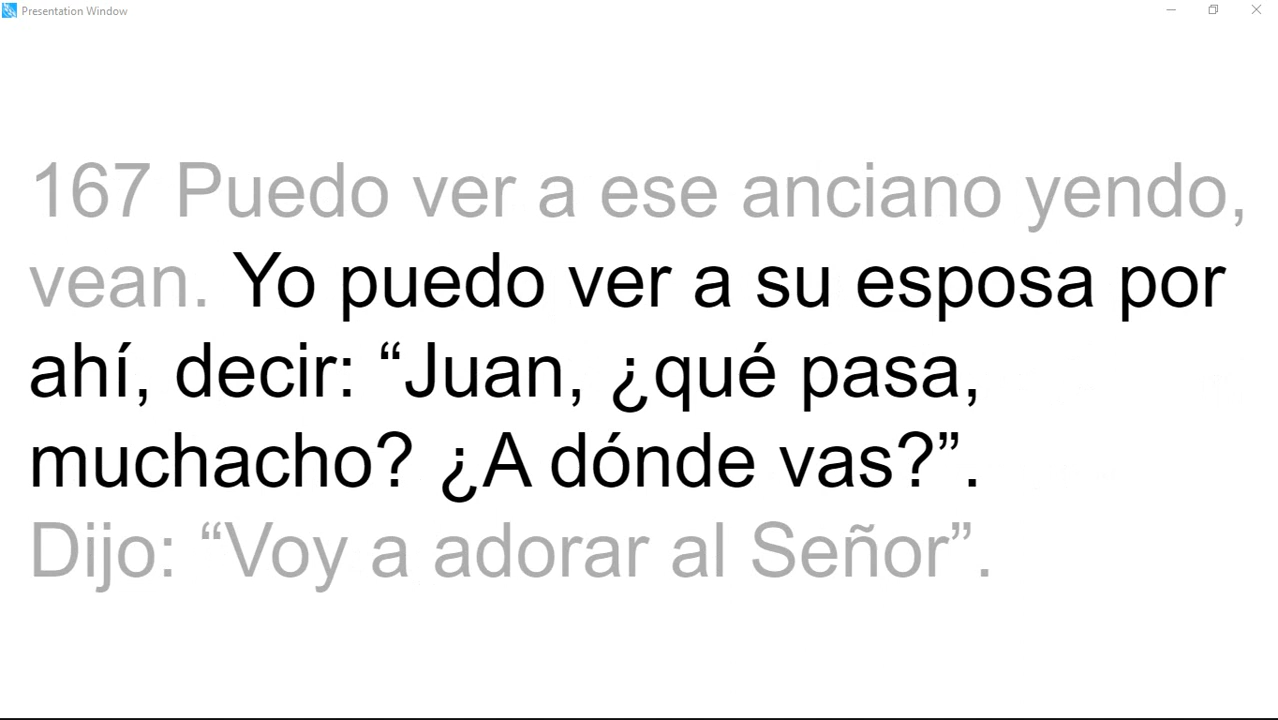 Presentation Window
167 Puedo ver a ese anciano yendo,
vean. Yo puedo ver a su esposa por
ahí, decir: “Juan, ¿qué pasa,
muchacho? ¿A dónde vas?”.
Dijo: “Voy a adorar al Señor”.